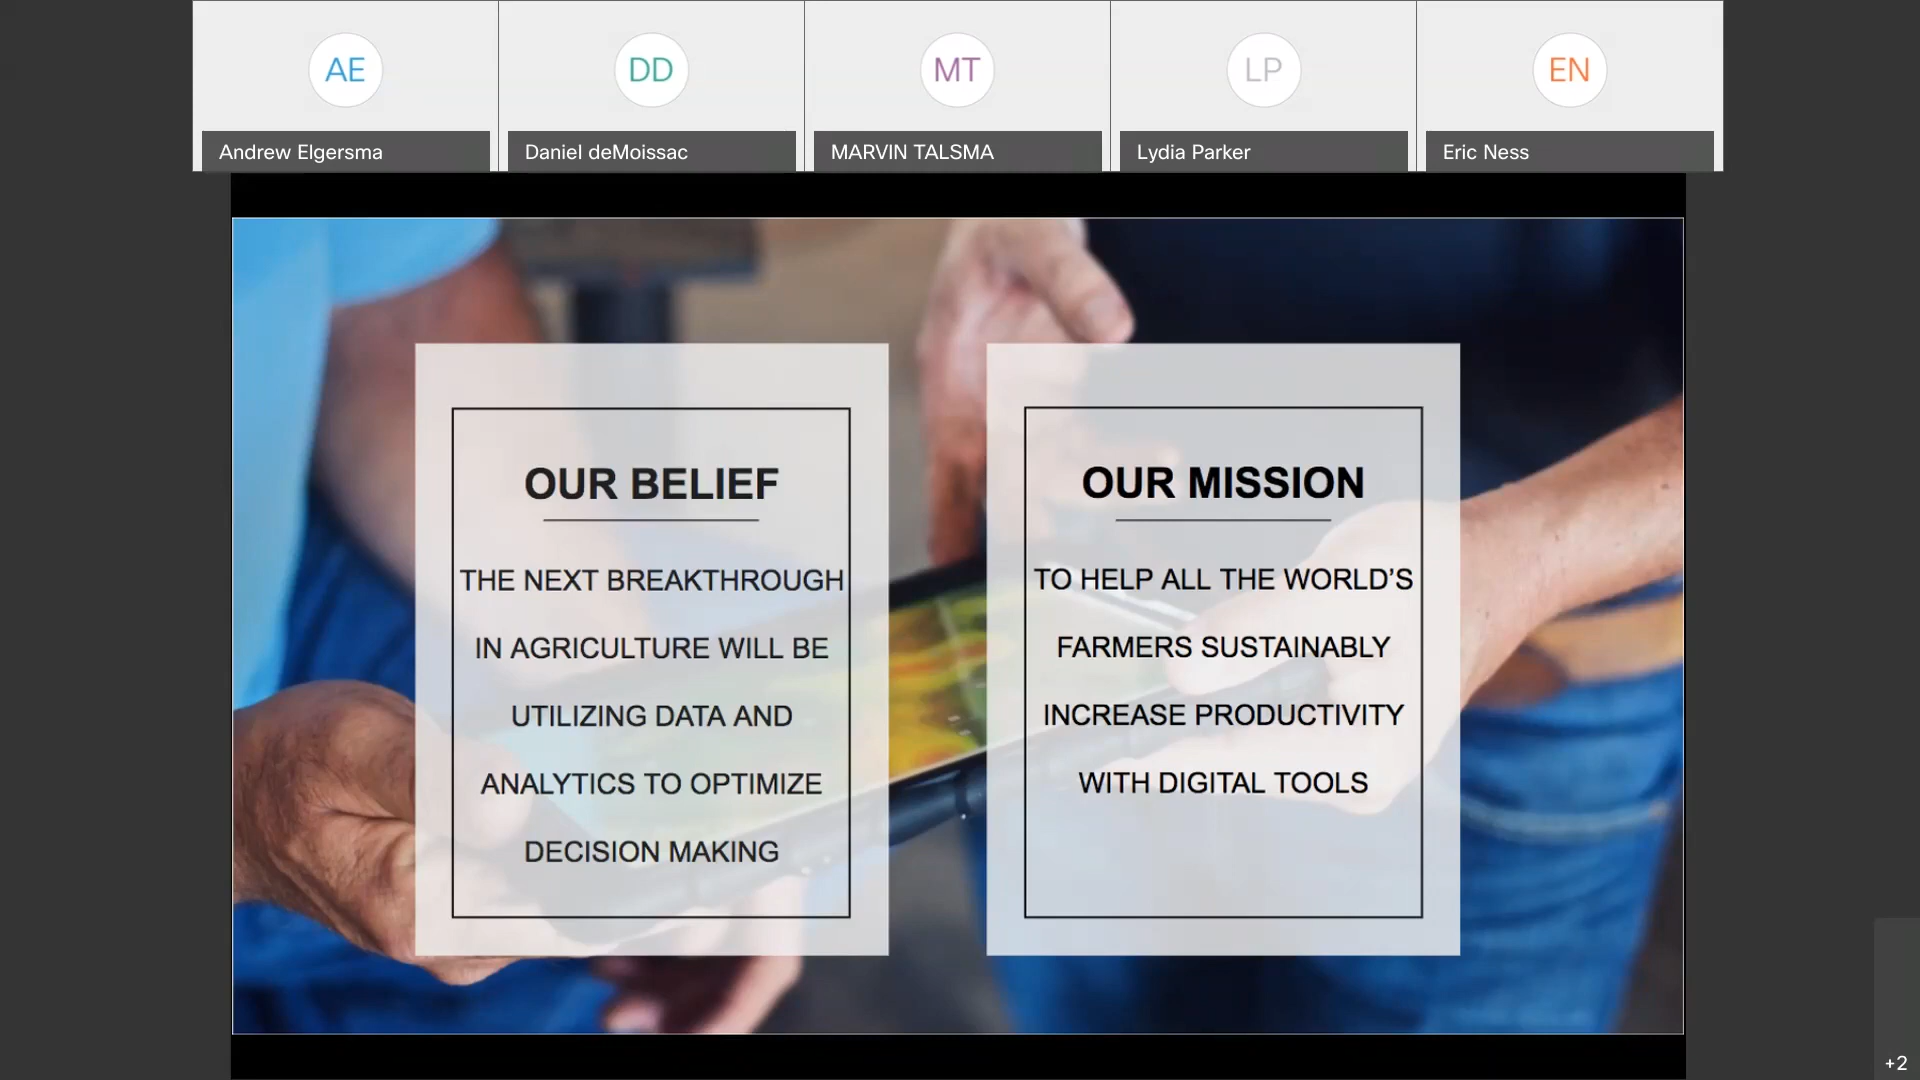 AE
DD
MT
LP
EN
Andrew Elgersma
Daniel deMoissac
MARVIN TALSMA
Lydia Parker
Eric Ness
OUR BELIEF
THE NEXT BREAKTHROUGH
IN AGRICULTURE WILL BE
UTILIZING DATA AND
ANALYTICS TO OPTIMIZE
DECISION MAKING
OUR MISSION
TO HELP ALL THE WORLD’S
FARMERS SUSTAINABLY
INCREASE PRODUCTIVITY
WITH DIGITAL TOOLS
+2